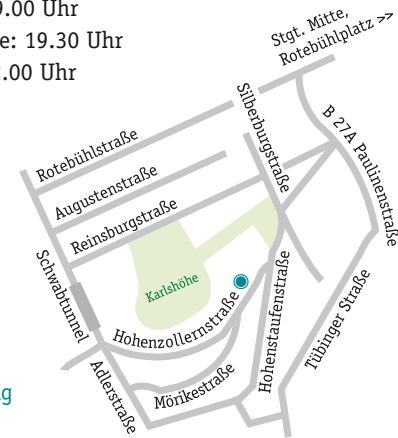 9.00 Uhr
e: 19.30 Uhr
.00 Uhr
Stgt. Mitte,
Rotebühlplatz >>
Silberburgstraße
B 27A Paulinenstraße
Rotebühlstraße
Augustenstraße
Reinsburgstraße
Karlshöhe
Schwabtunnel
Hohenzollernstraße
Hohenstaufenstraße
Tübinger Straße
Adlerstraße
Mörikestraße
g